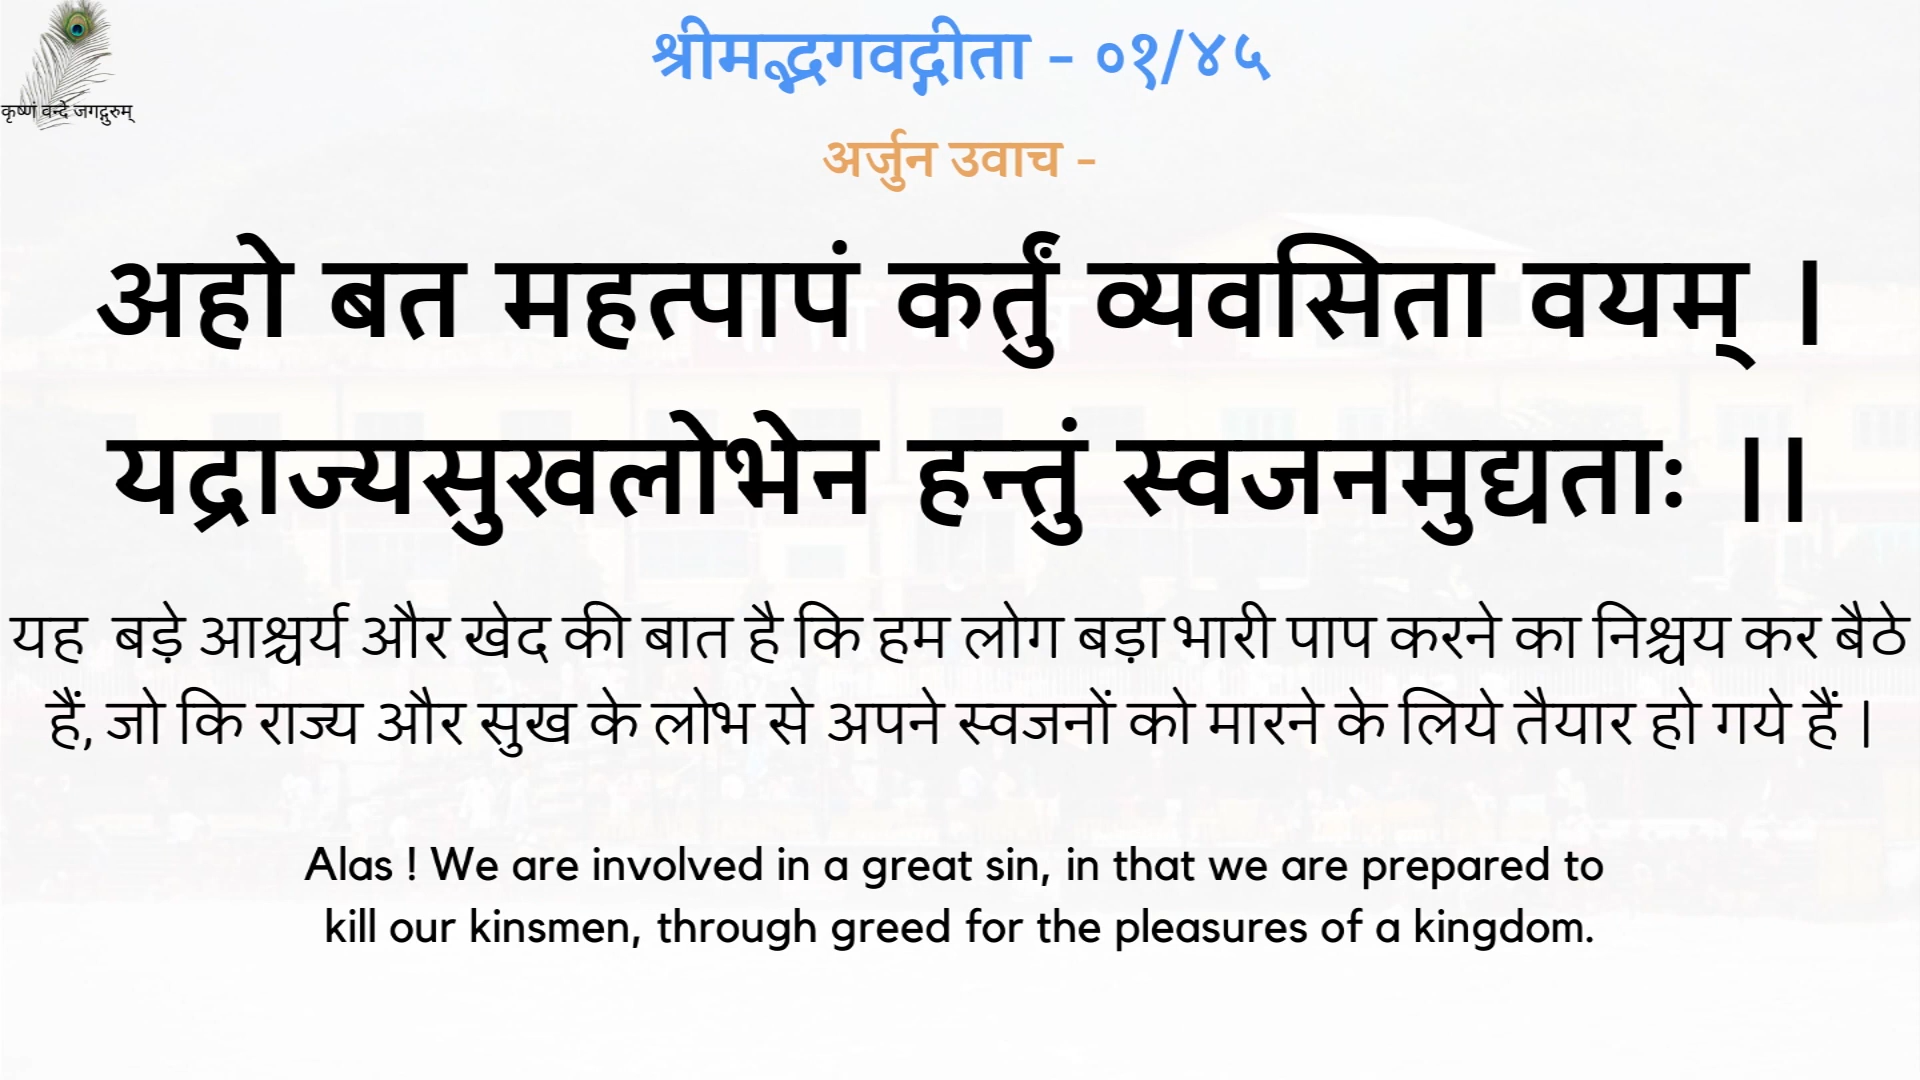 कृष्णं वन्दे जगद्गुरुम्
श्रीमद्भगवद्गीता - ०१/४५
अर्जुन उवाच -
अहो बत महत्पापं कर्तुं व्यवसिता वयम् ।
यद्राज्यसुखलोभेन हन्तुं स्वजनमुद्यताः ।।
यह बड़े आश्चर्य और खेद की बात है कि हम लोग बड़ा भारी पाप करने का निश्चय कर बैठे
हैं, जो कि राज्य और सुख के लोभ से अपने स्वजनों को मारने के लिये तैयार हो गये हैं |
Alas ! We are involved in a great sin, in that we are prepared to
kill our kinsmen, through greed for the pleasures of a kingdom.